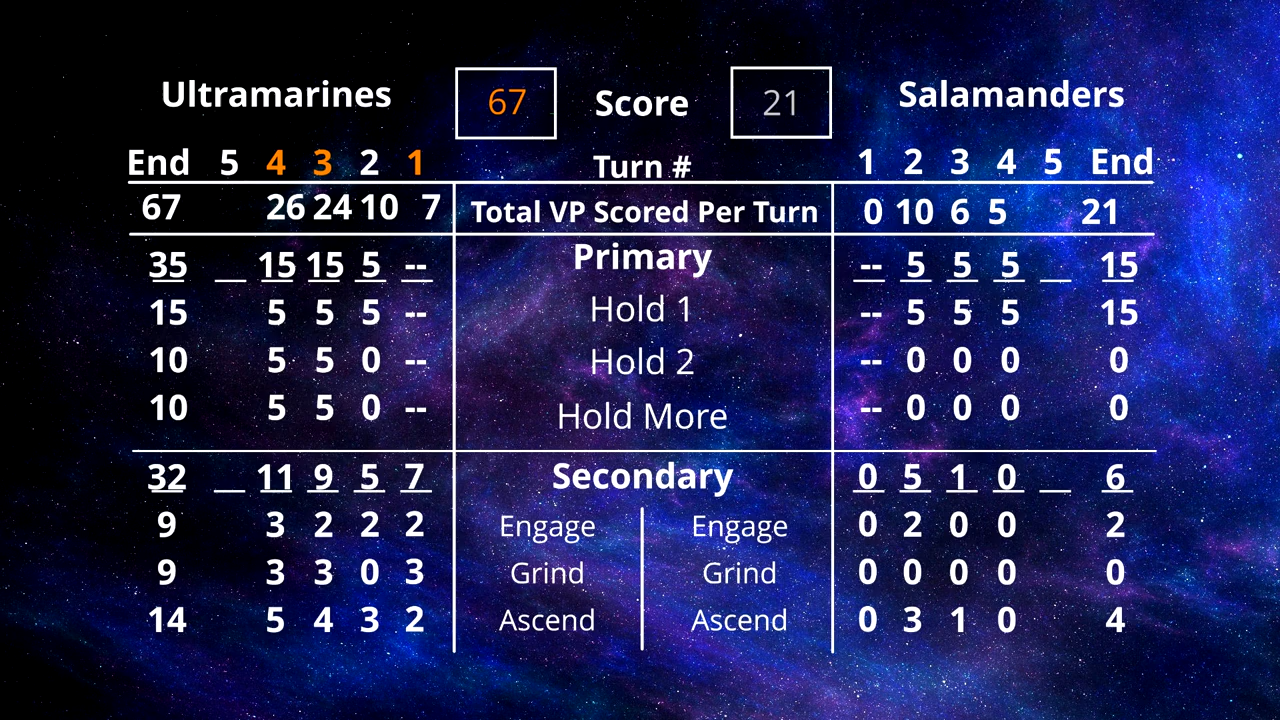 Ultramarines 67 Score 21 Salamanders
End 5 4 3 2 1 Turn # 1 2 3 4 5 End
67 26 24 10 7 Total VP Scored Per Turn 0 10 6 5 21
35 __ 15 15 5 -- Primary -- 5 5 5 __ 15
15 5 5 5 -- Hold 1 -- 5 5 5 15
10 5 5 0 -- Hold 2 -- 0 0 0 0
10 5 5 0 -- Hold More -- 0 0 0 0
32 __ 11 9 5 7 Secondary 0 5 1 0 __ 6
9 3 2 2 2 Engage Engage 0 2 0 0 2
9 3 3 0 3 Grind Grind 0 0 0 0 0
14 5 4 3 2 Ascend Ascend 0 3 1 0 4